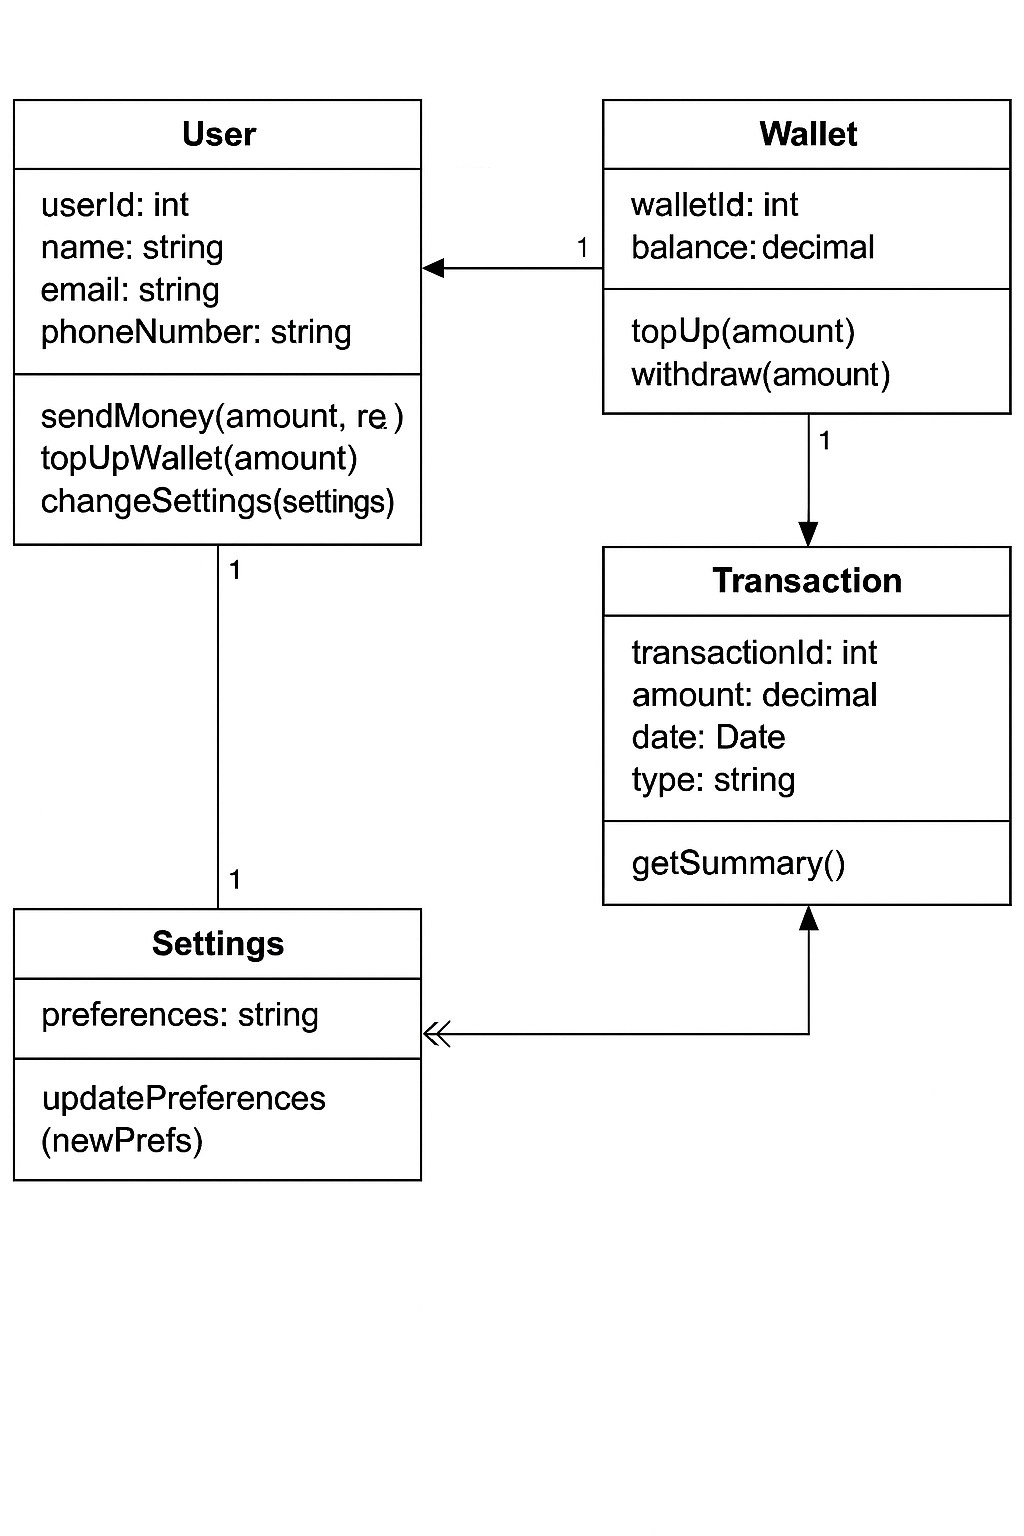 User
userId: int
name: string
email: string
phoneNumber: string
sendMoney(amount, re )
topUpWallet(amount)
changeSettings(settings)
1
1
Wallet
walletId: int
balance: decimal
topUp(amount)
withdraw(amount)
1
1
Transaction
transactionId: int
amount: decimal
date: Date
type: string
getSummary()
Settings
preferences: string
updatePreferences
(newPrefs)